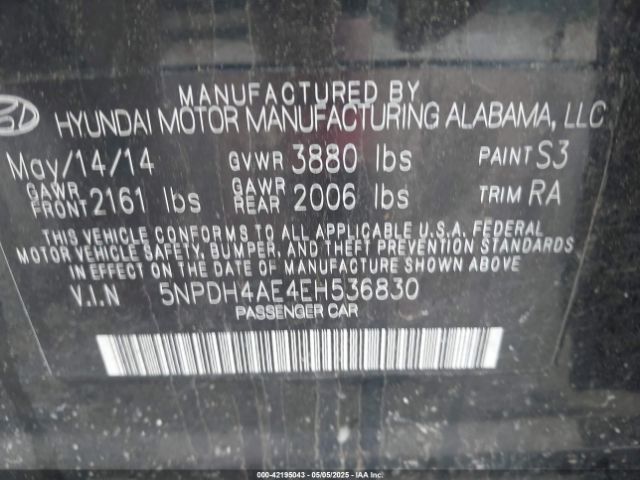 MANUFACTURED BY
HYUNDAI MOTOR MANUFACTURING ALABAMA, LLC
May/14/14 GVWR 3880 lbs PAINT S3
GAWR FRONT 2161 lbs GAWR REAR 2006 lbs TRIM RA
THIS VEHICLE CONFORMS TO ALL APPLICABLE U.S.A. FEDERAL
MOTOR VEHICLE SAFETY, BUMPER, AND THEFT PREVENTION STANDARDS
IN EFFECT ON THE DATE OF MANUFACTURE SHOWN ABOVE
V.I.N 5NPDH4AE4EH536830
PASSENGER CAR
000-42195043 - 05/05/2025 - IAA Inc.